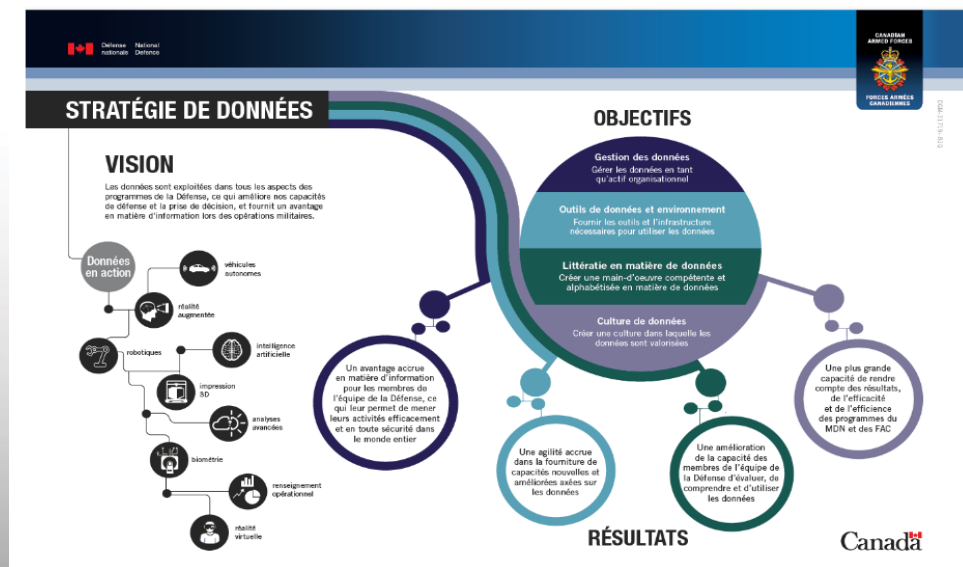 Défense nationale
National Defence
CANADIAN
ARMED FORCES
FORCES ARMÉES
CANADIENNES
STRATÉGIE DE DONNÉES
VISION
Las données sont exploitées dans tous les aspects des
programmes de la Défense, ce qui améliore nos capacités
de défense et la prise de décision, et fournit un avantage
en matière d'information lors des opérations militaires.
Données
en action
véhicules
autonomes
réalité
augmentée
robotiques
intelligence
artificielle
impression
3D
analyses
avancées
biométrie
renseignement
opérationnel
réalité
virtuelle
OBJECTIFS
Gestion des données
Gérer les données en tant
qu'actif organisationnel
Outils de données et environnement
Fournir les outils et l'infrastructure
nécessaires pour utiliser les données
Littératie en matière de données
Créer une main-d'oeuvre compétente et
alphabétisée en matière de données
Culture de données
Créer une culture dans laquelle les
données sont valorisées
Un avantage accrue
en matière d'information
pour les membres de
l'équipe de la Défense, ce
qui leur permet de mener
leurs activités efficacement
et en toute sécurité dans
le monde entier
Une agilité accrue
dans la fourniture de
capacités nouvelles et
améliorées axées sur
les données
Une amélioration
de la capacité des
membres de l'équipe de
la Défense d'évaluer, de
comprendre et d'utiliser
les données
Une plus grande
capacité de rendre
compte des résultats,
de l'efficacité
et de l'efficience
des programmes du
MDN et des FAC
RÉSULTATS
Canada